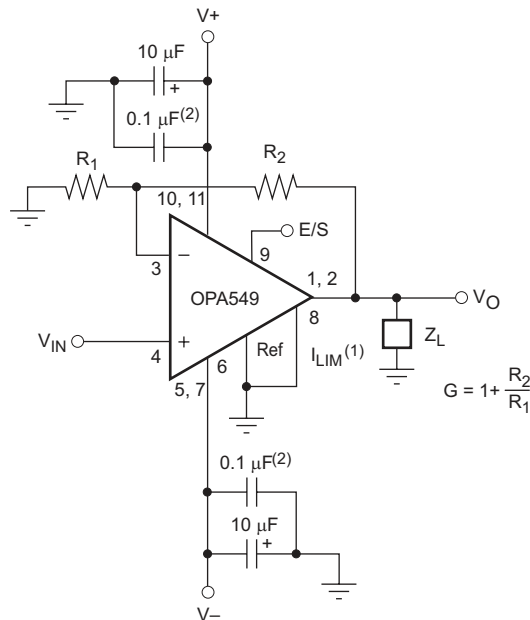 V+
10 µF
+
0.1 µF(2)
R1
R2
10, 11
E/S
9
3
–
1, 2
OPA549
VO
8
VIN
+
4
Ref
ILIM(1)
ZL
6
5, 7
G = 1+ R2
R1
0.1 µF(2)
10 µF
+
V–